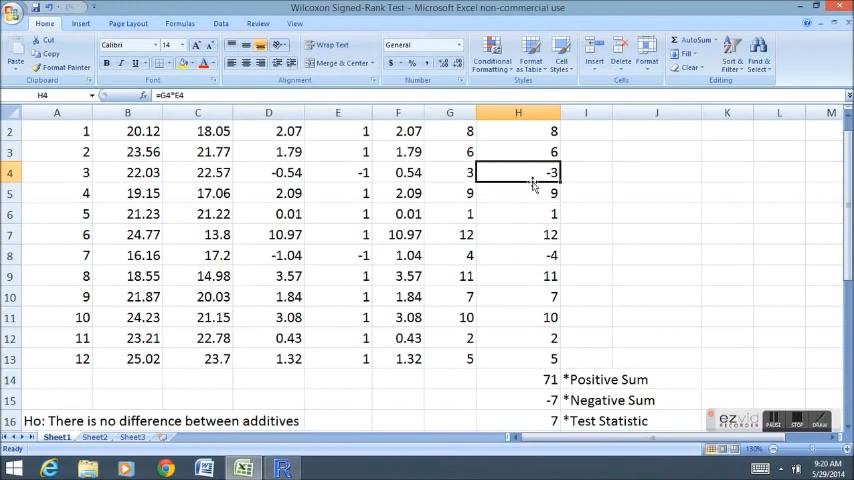 Wilcoxon Signed-Rank Test - Microsoft Excel non-commercial use
Home Insert Page Layout Formulas Data Review View
Cut
Copy
Format Painter
Paste
Clipboard
Calibri 14
B I U
Font
Wrap Text
Merge & Center
Alignment
General
$ % ,
Number
Conditional Formatting
Format as Table
Cell Styles
Styles
Insert Delete Format
Cells
AutoSum
Fill
Clear
Sort & Filter
Find & Select
Editing
H4 fx =G4*E4
A B C D E F G H I J K L M
2 1 20.12 18.05 2.07 1 2.07 8 8
3 2 23.56 21.77 1.79 1 1.79 6 6
4 3 22.03 22.57 -0.54 -1 0.54 3 -3
5 4 19.15 17.06 2.09 1 2.09 9 9
6 5 21.23 21.22 0.01 1 0.01 1 1
7 6 24.77 13.8 10.97 1 10.97 12 12
8 7 16.16 17.2 -1.04 -1 1.04 4 -4
9 8 18.55 14.98 3.57 1 3.57 11 11
10 9 21.87 20.03 1.84 1 1.84 7 7
11 10 24.23 21.15 3.08 1 3.08 10 10
12 11 23.21 22.78 0.43 1 0.43 2 2
13 12 25.02 23.7 1.32 1 1.32 5 5
14 71 *Positive Sum
15 -7 *Negative Sum
16 Ho: There is no difference between additives 7 *Test Statistic
ezvid RECORDER PAUSE STOP DRAW
Sheet1 Sheet2 Sheet3
Ready 130%
9:20 AM
5/29/2014